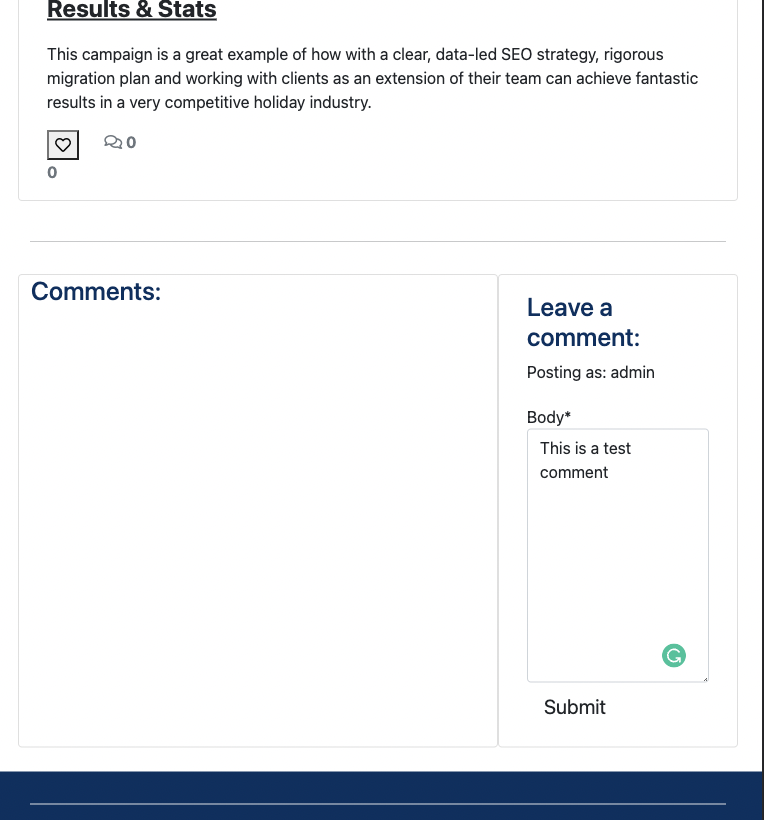 Results & Stats
This campaign is a great example of how with a clear, data-led SEO strategy, rigorous
migration plan and working with clients as an extension of their team can achieve fantastic
results in a very competitive holiday industry.
0
0
Comments:
Leave a
comment:
Posting as: admin
Body*
This is a test
comment
Submit